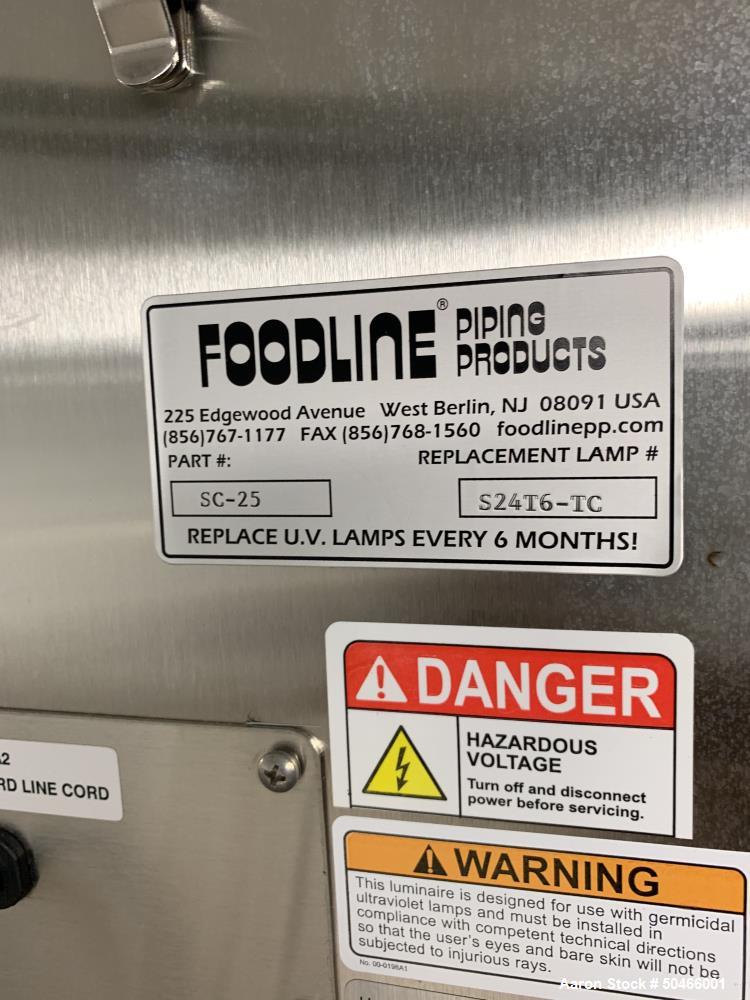 FOODLINE® PIPING PRODUCTS
225 Edgewood Avenue West Berlin, NJ 08091 USA
(856)767-1177 FAX (856)768-1560 foodlinepp.com
PART #: REPLACEMENT LAMP #
SC-25 S24T6-TC
REPLACE U.V. LAMPS EVERY 6 MONTHS!
DANGER
HAZARDOUS
VOLTAGE
Turn off and disconnect
power before servicing.
2
RD LINE CORD
WARNING
This luminaire is designed for use with germicidal
ultraviolet lamps and must be installed in
compliance with competent technical directions
so that the user's eyes and bare skin will not be
subjected to injurious rays.
No. 00-0198A1
Aaron Stock # 50466001